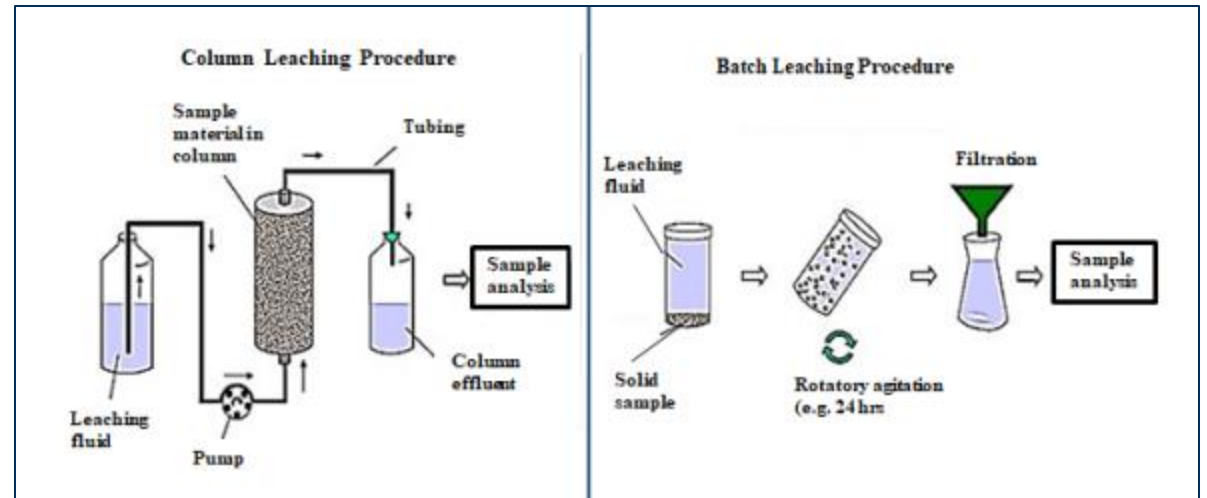 Column Leaching Procedure
Sample
material in
column
Tubing
Sample
analysis
Column
effluent
Leaching
fluid
Pump
Batch Leaching Procedure
Leaching
fluid
Filtration
Sample
analysis
Solid
sample
Rotatory agitation
(e.g. 24 hrs